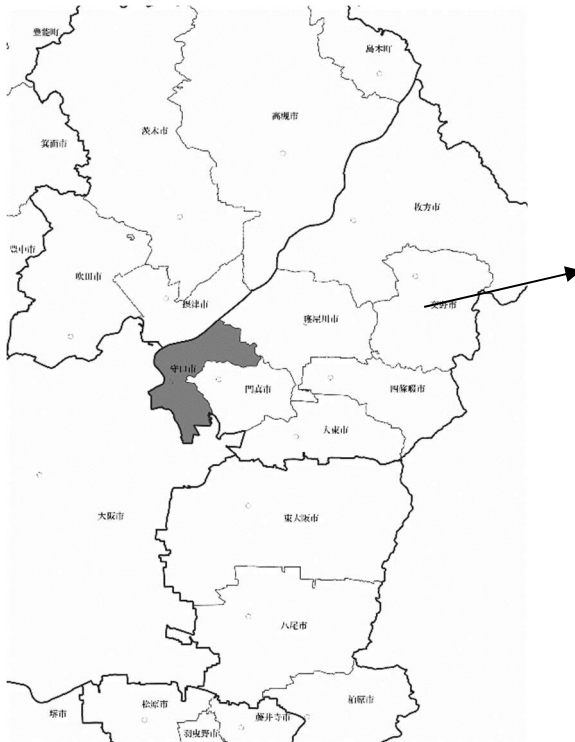 豊能町
島本町
高槻市
茨木市
箕面市
枚方市
豊中市
吹田市
摂津市
交野市
寝屋川市
守口市
門真市
四條畷市
大東市
大阪市
東大阪市
八尾市
柏原市
松原市
堺市
藤井寺市
羽曳野市